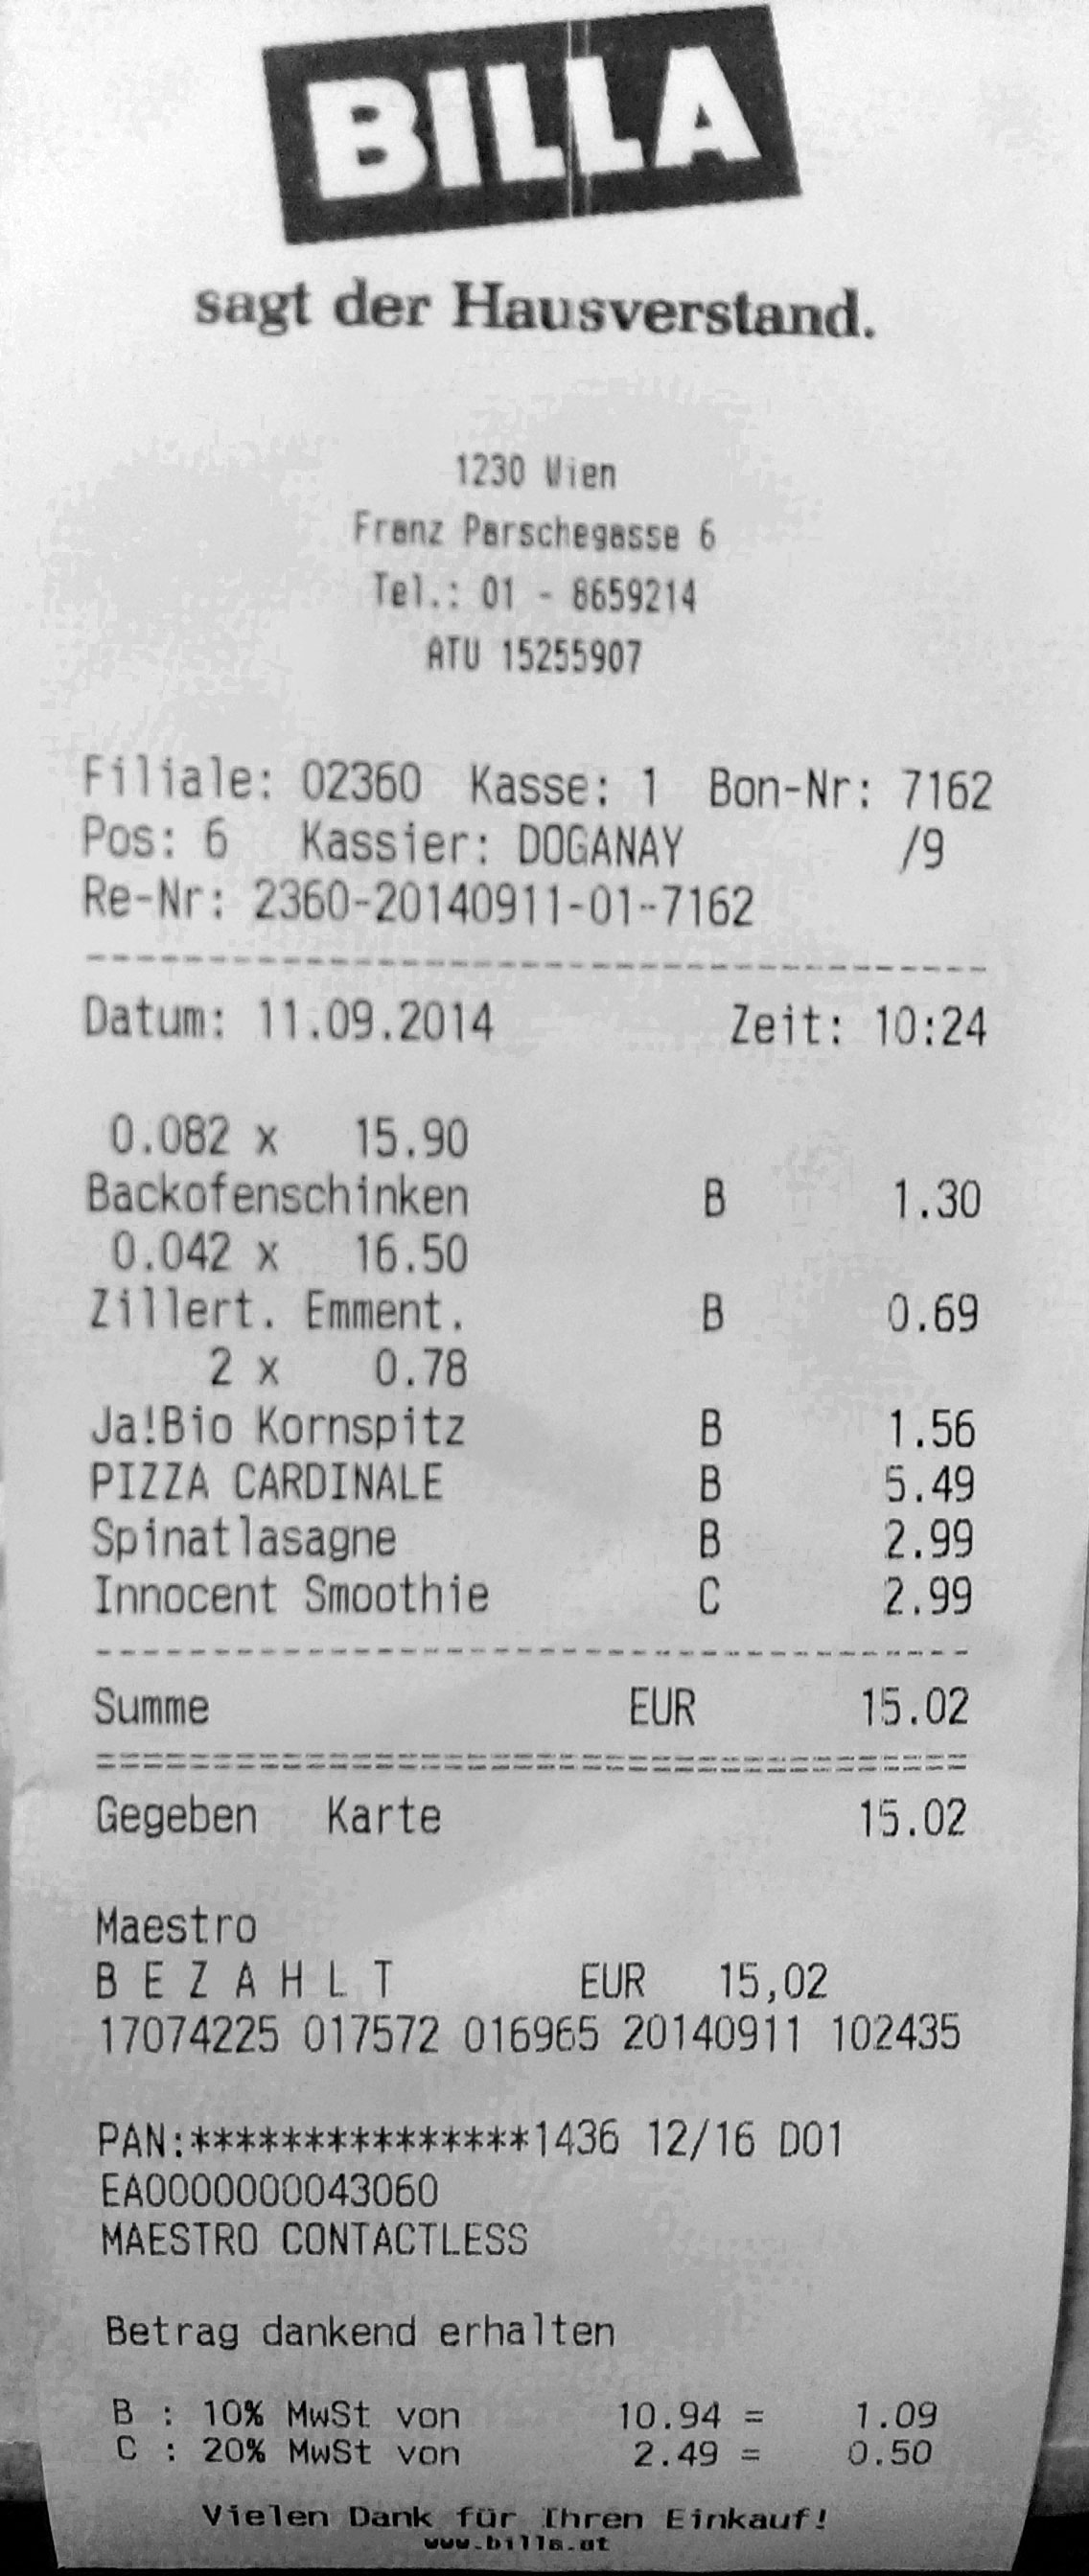 BILLA
sagt der Hausverstand.
1230 Wien
Franz Parschegasse 6
Tel.: 01 - 8659214
ATU 15255907
Filiale: 02360 Kasse: 1 Bon-Nr: 7162
Pos: 6 Kassier: DOGANAY /9
Re-Nr: 2360-20140911-01-7162
Datum: 11.09.2014 Zeit: 10:24
0.082 x 15.90
Backofenschinken B 1.30
0.042 x 16.50
Zillert. Emment. B 0.69
2 x 0.78
Ja!Bio Kornspitz B 1.56
PIZZA CARDINALE B 5.49
Spinatlasagne B 2.99
Innocent Smoothie C 2.99
Summe EUR 15.02
Gegeben Karte 15.02
Maestro
B E Z A H L T EUR 15,02
17074225 017572 016965 20140911 102435
PAN:***************1436 12/16 D01
EA0000000043060
MAESTRO CONTACTLESS
Betrag dankend erhalten
B : 10% MwSt von 10.94 = 1.09
C : 20% MwSt von 2.49 = 0.50
Vielen Dank für Ihren Einkauf!
www.billa.at